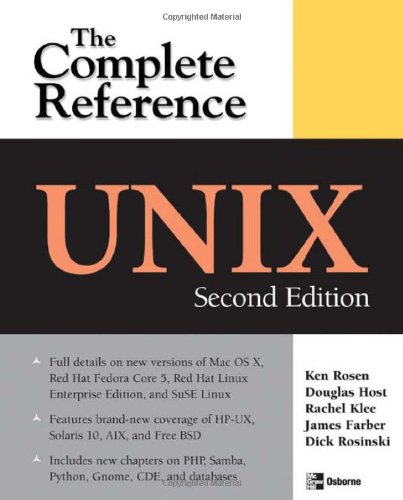 Copyrighted Material
The
Complete
Reference
UNIX
Second Edition
Full details on new versions of Mac OS X,
Red Hat Fedora Core 5, Red Hat Linux
Enterprise Edition, and SuSE Linux
Features brand-new coverage of HP-UX,
Solaris 10, AIX, and Free BSD
Includes new chapters on PHP, Samba,
Python, Gnome, CDE, and databases
Ken Rosen
Douglas Host
Rachel Klee
James Farber
Dick Rosinski
Osborne
Copyrighted Material